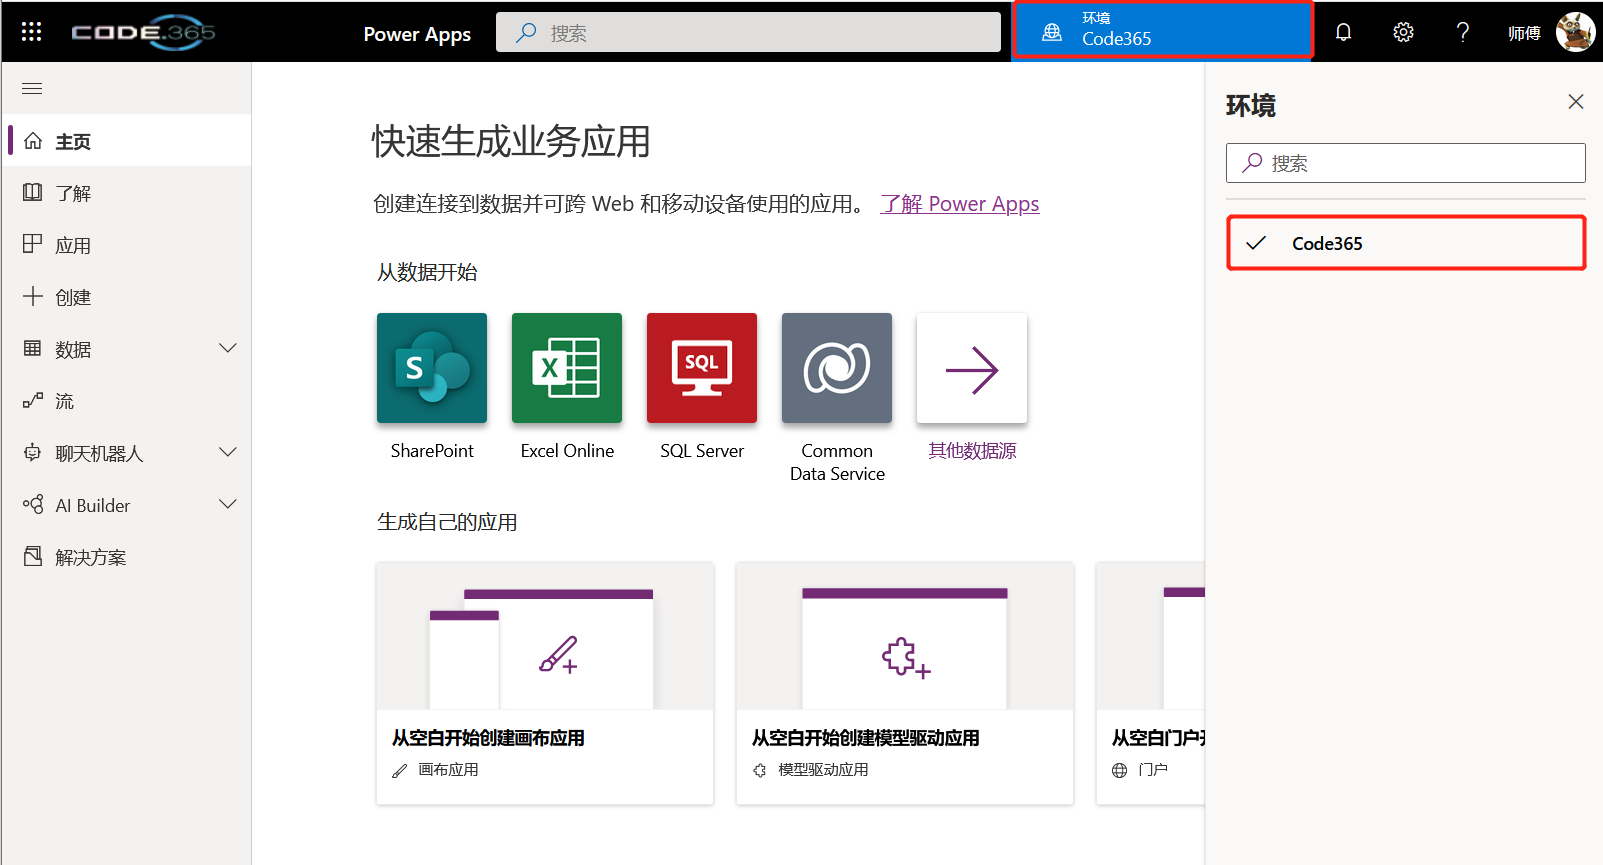 CODE.365
Power Apps
搜索
环境
Code365
师傅
主页
了解
应用
创建
数据
流
聊天机器人
AI Builder
解决方案
快速生成业务应用
创建连接到数据并可跨 Web 和移动设备使用的应用。 了解 Power Apps
从数据开始
S
X
SQL
SharePoint
Excel Online
SQL Server
Common
Data Service
其他数据源
生成自己的应用
从空白开始创建画布应用
画布应用
从空白开始创建模型驱动应用
模型驱动应用
从空白门户
门户
环境
搜索
Code365